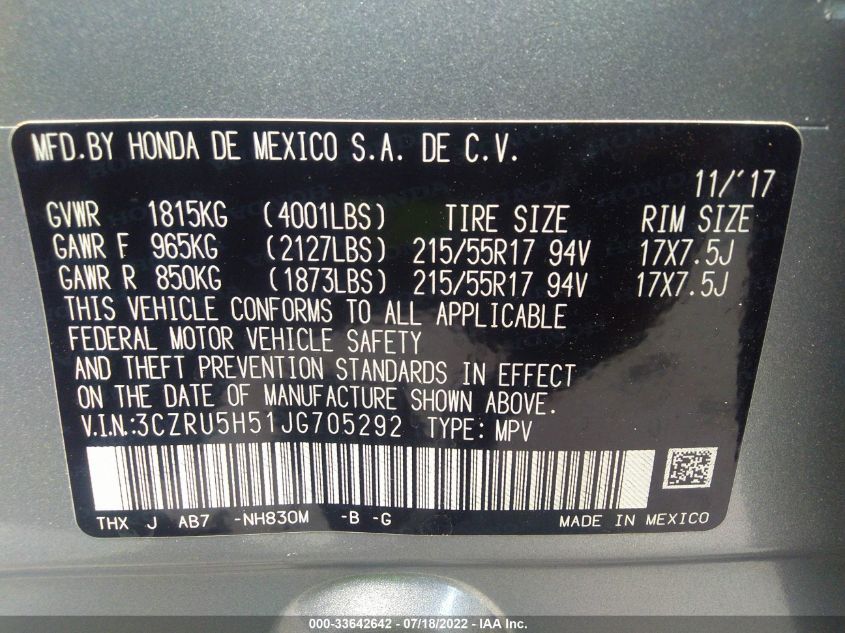 MFD.BY HONDA DE MEXICO S.A. DE C.V.
11/'17
GVWR 1815KG (4001LBS) TIRE SIZE RIM SIZE
GAWR F 965KG (2127LBS) 215/55R17 94V 17X7.5J
GAWR R 850KG (1873LBS) 215/55R17 94V 17X7.5J
THIS VEHICLE CONFORMS TO ALL APPLICABLE
FEDERAL MOTOR VEHICLE SAFETY
AND THEFT PREVENTION STANDARDS IN EFFECT
ON THE DATE OF MANUFACTURE SHOWN ABOVE.
V.I.N.:3CZRU5H51JG705292 TYPE: MPV
THX J AB7 -NH830M -B -G MADE IN MEXICO
000-33642642 / 07/18/2022 - IAA Inc.